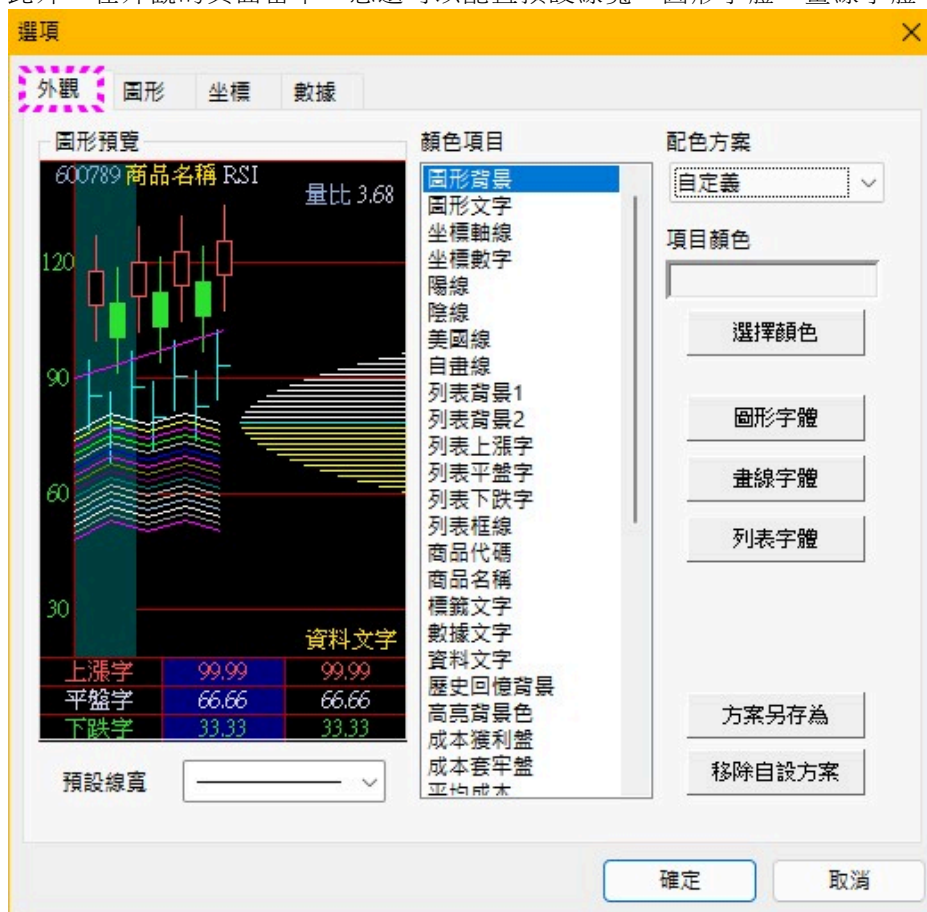 選項
外觀 圖形 坐標 數據
圖形預覽
600789 商品名稱 RSI
量比 3.68
120
90
60
30
資料文字
上漲字 99.99 99.99
平盤字 66.66 66.66
下跌字 33.33 33.33
預設線寬
顏色項目
圖形背景
圖形文字
坐標軸線
坐標數字
陽線
陰線
美國線
自畫線
列表背景1
列表背景2
列表上漲字
列表平盤字
列表下跌字
列表框線
商品代碼
商品名稱
標籤文字
數據文字
資料文字
歷史回憶背景
高亮背景色
成本獲利盤
成本套牢盤
平均成本
配色方案
自定義
項目顏色
選擇顏色
圖形字體
畫線字體
列表字體
方案另存為
移除自設方案
確定 取消